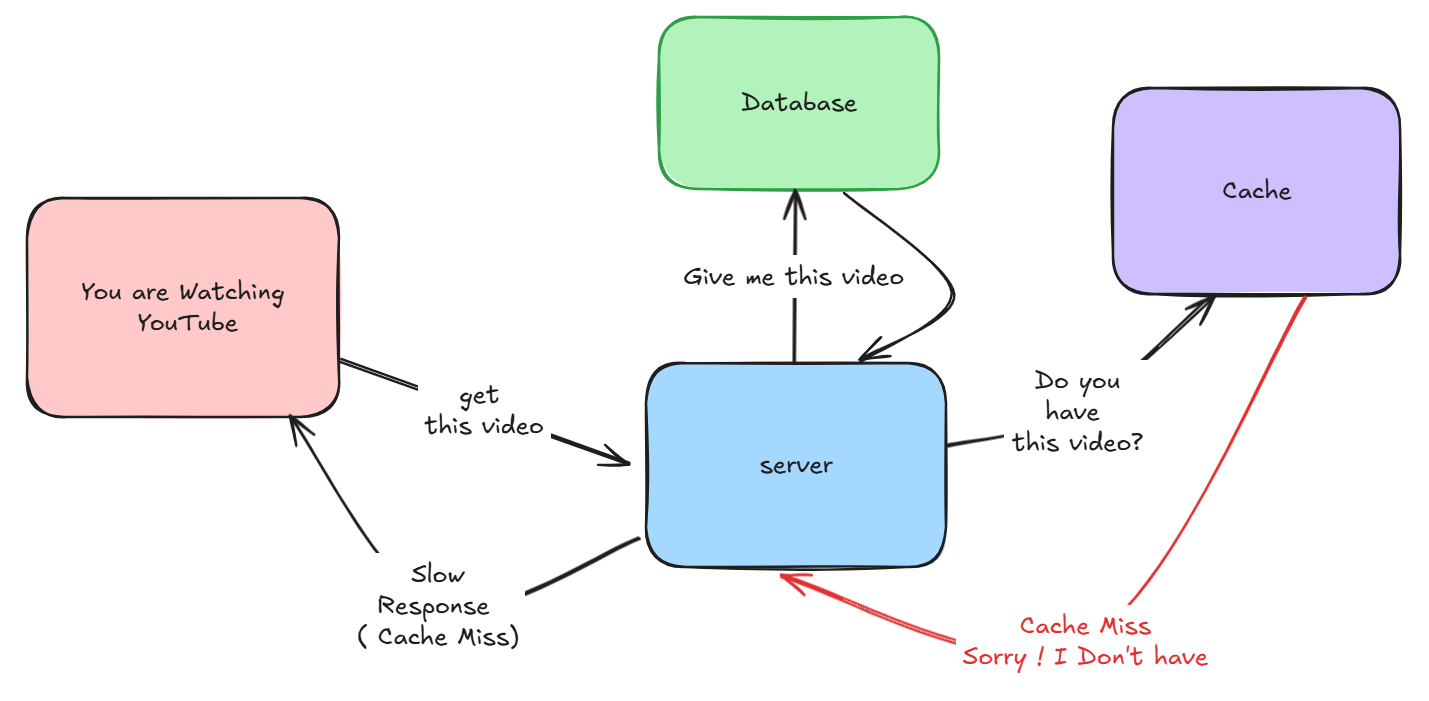 Database
Cache
You are Watching
YouTube
Give me this video
get
this video
Do you
have
this video?
server
Slow
Response
( Cache Miss)
Cache Miss
Sorry ! I Don't have